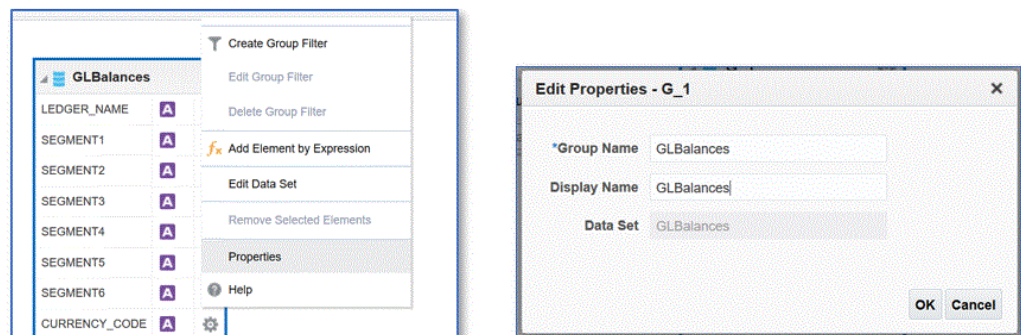 GLBalances
LEDGER_NAME A
SEGMENT1 A
SEGMENT2 A
SEGMENT3 A
SEGMENT4 A
SEGMENT5 A
SEGMENT6 A
CURRENCY_CODE A
Create Group Filter
Edit Group Filter
Delete Group Filter
fx Add Element by Expression
Edit Data Set
Remove Selected Elements
Properties
? Help
Edit Properties - G_1
*Group Name GLBalances
Display Name GLBalances
Data Set GLBalances
OK Cancel